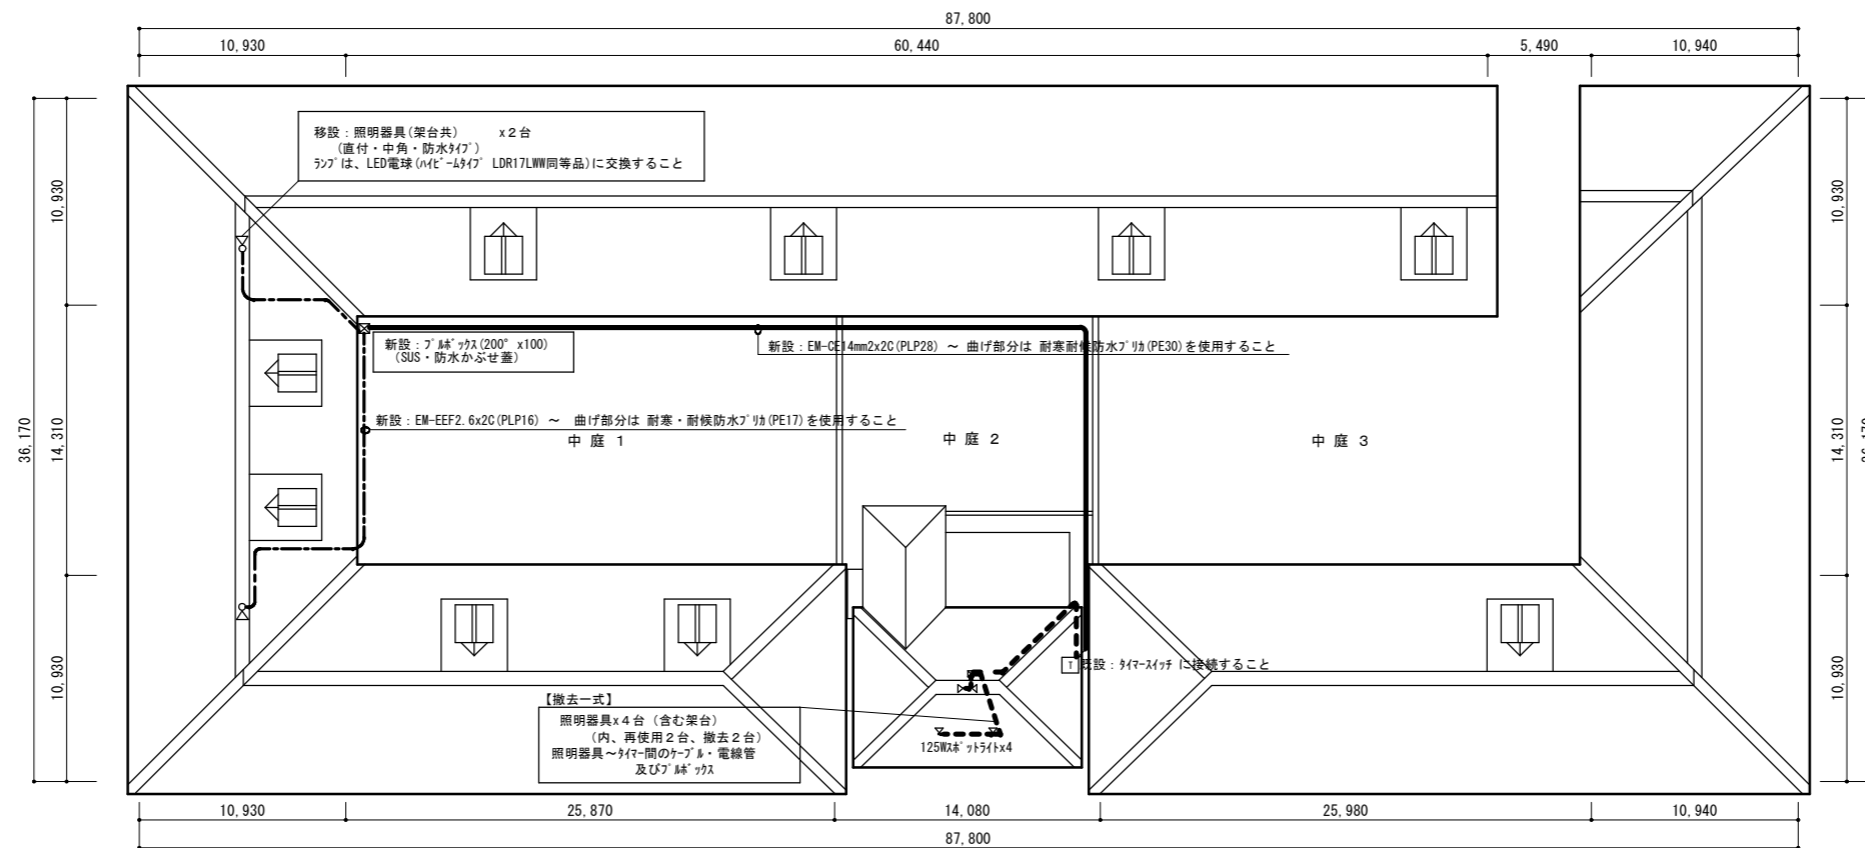 87,800
10,930
60,440
5,490
10,940
移設：照明器具(架台共)　　x２台
(直付・中角・防水ﾀｲﾌﾟ)
ﾗﾝﾌﾟは、LED電球(ﾊｲﾋﾞｰﾑﾀｲﾌﾟ LDR17LWW同等品)に交換すること
10,930
14,310
10,930
36,170
10,930
14,310
10,930
新設：ﾌﾟﾙﾎﾞｯｸｽ(200° x100)
(SUS・防水かぶせ蓋)
新設：EM-CE14mm2x2C(PLP28) ～ 曲げ部分は 耐寒耐候防水ﾌﾟﾘｶ(PE30)を使用すること
新設：EM-EEF2.6x2C(PLP16) ～ 曲げ部分は 耐寒・耐候防水ﾌﾟﾘｶ(PE17)を使用すること
中 庭 １
中 庭 ２
中 庭 ３
T 既設：ﾀｲﾏｰｽｲｯﾁ に接続すること
【撤去一式】
照明器具x４台（含む架台）
(内、再使用２台、撤去２台)
照明器具～ﾀｲﾏｰ間のｹｰﾌﾞﾙ・電線管
及びﾌﾟﾙﾎﾞｯｸｽ
125Wｽﾎﾟｯﾄﾗｲﾄx4
10,930
25,870
14,080
25,980
10,940
87,800